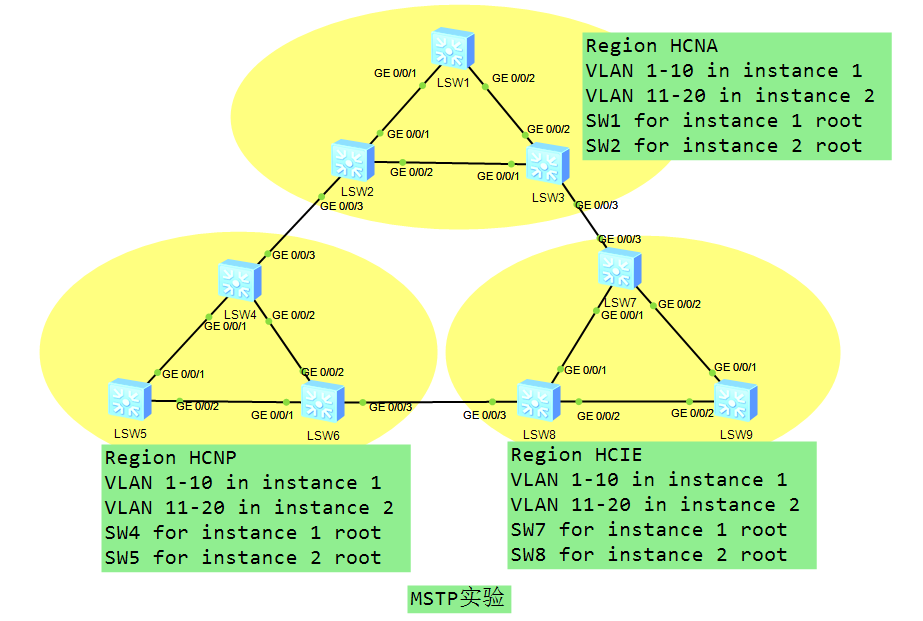 GE 0/0/1
LSW1
GE 0/0/2
GE 0/0/1
GE 0/0/2
GE 0/0/2
GE 0/0/1
LSW2
LSW3
GE 0/0/3
GE 0/0/3
Region HCNA
VLAN 1-10 in instance 1
VLAN 11-20 in instance 2
SW1 for instance 1 root
SW2 for instance 2 root
GE 0/0/3
LSW4
GE 0/0/1
GE 0/0/2
GE 0/0/1
GE 0/0/2
GE 0/0/2
GE 0/0/1
GE 0/0/3
LSW5
LSW6
GE 0/0/3
LSW7
GE 0/0/1
GE 0/0/2
GE 0/0/1
GE 0/0/1
GE 0/0/3
GE 0/0/2
GE 0/0/2
LSW8
LSW9
Region HCNP
VLAN 1-10 in instance 1
VLAN 11-20 in instance 2
SW4 for instance 1 root
SW5 for instance 2 root
Region HCIE
VLAN 1-10 in instance 1
VLAN 11-20 in instance 2
SW7 for instance 1 root
SW8 for instance 2 root
MSTP实验